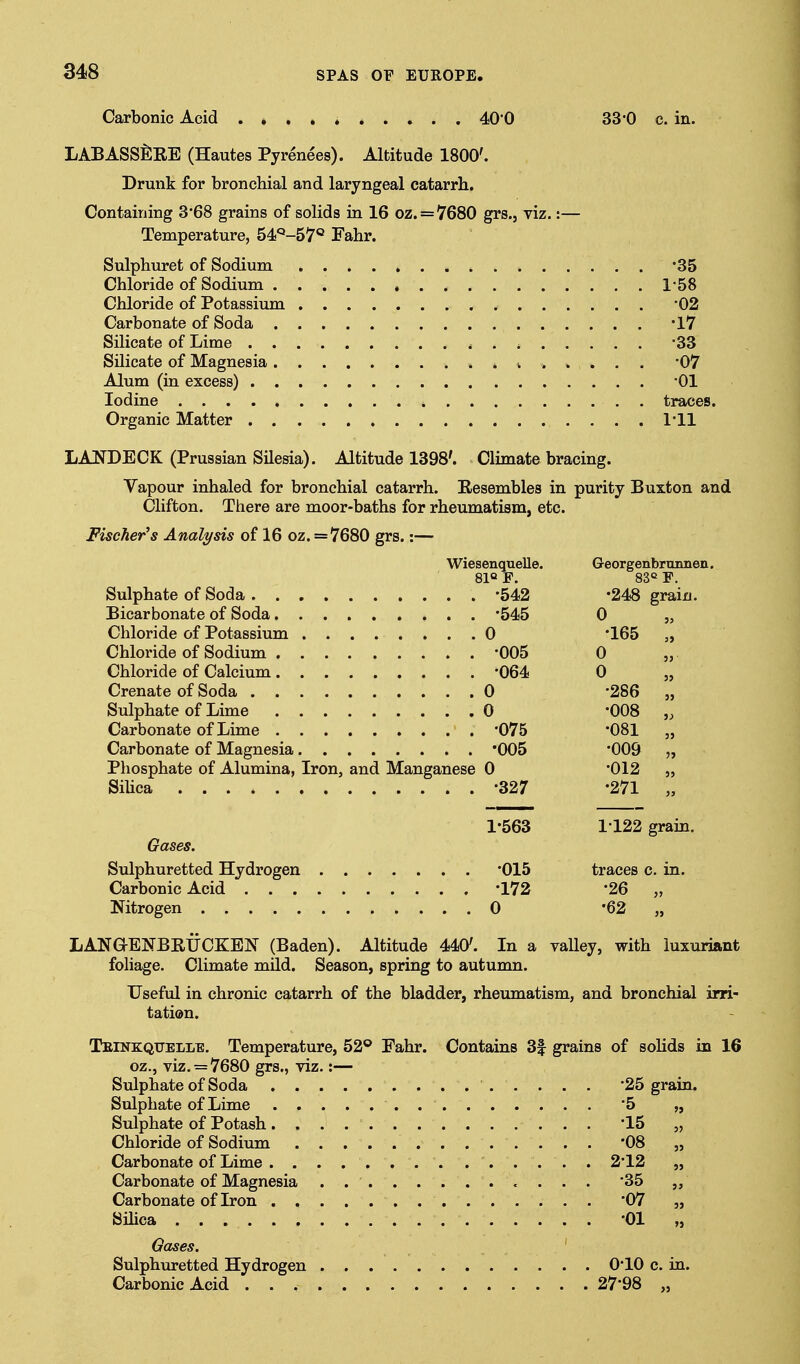 348 SPAS OF EUROPE.
Carbonic Acid . . . . . . . . . . 40·0 33·0 c. in.
LABASSÈRE (Hautes Pyrénées). Altitude 1800'.
Drunk for bronchial and laryngeal catarrh.
Containing 3·68 grains of solids in 16 oz. = 7680 grs., viz.:—
Temperature, 54º–57º Fahr.
Sulphuret of Sodium . . . . . . . . . . ·35
Chloride of Sodium . . . . . . . . . . 1·58
Chloride of Potassium . . . . . . . . . . ·02
Carbonate of Soda . . . . . . . . . . ·17
Silicate of Lime . . . . . . . . . . ·33
Silicate of Magnesia . . . . . . . . . . ·07
Alum (in excess) . . . . . . . . . . ·01
Iodine . . . . . . . . . . traces.
Organic Matter . . . . . . . . . . 1·11
LANDECK (Prussian Silesia). Altitude 1398'. Climate bracing.
Vapour inhaled for bronchial catarrh. Resembles in purity Buxton and
Clifton. There are moor-baths for rheumatism, etc.
Fischer's Analysis of 16 oz. = 7680 grs. :—
Wiesenquelle. Georgenbrunnen.
81º F. 83º F.
Sulphate of Soda . . . . . . . . . . ·542 ·248 grain.
Bicarbonate of Soda . . . . . . . . . ·545 0 „
Chloride of Potassium . . . . . . . . 0 ·165 „
Chloride of Sodium . . . . . . . . . . ·005 0 „
Chloride of Calcium . . . . . . . . . ·064 0 „
Crenate of Soda . . . . . . . . . . 0 ·286 „
Sulphate of Lime . . . . . . . . . 0 ·008 „
Carbonate of Lime . . . . . . . . . ·075 ·081 „
Carbonate of Magnesia . . . . . . . . ·005 ·009 „
Phosphate of Alumina, Iron, and Manganese 0 ·012 „
Silica . . . . . . . . . . ·327 ·271 „
1·563 1·122 grain.
Gases.
Sulphuretted Hydrogen . . . . . . . ·015 traces c. in.
Carbonic Acid . . . . . . . . . . ·172 ·26 „
Nitrogen . . . . . . . . . . 0 ·62 „
LANGENBRÜCKEN (Baden). Altitude 440'. In a valley, with luxuriant
foliage. Climate mild. Season, spring to autumn.
Useful in chronic catarrh of the bladder, rheumatism, and bronchial irri-
tation.
TRINKQUELLE. Temperature, 52º Fahr. Contains 3¾ grains of solids in 16
oz., viz. = 7680 grs., viz. :—
Sulphate of Soda . . . . . . . . . . ·25 grain.
Sulphate of Lime . . . . . . . . . . ·5 „
Sulphate of Potash . . . . . . . . . . ·15 „
Chloride of Sodium . . . . . . . . . . ·08 „
Carbonate of Lime . . . . . . . . . . 2·12 „
Carbonate of Magnesia . . . . . . . . . . ·35 „
Carbonate of Iron . . . . . . . . . . ·07 „
Silica . . . . . . . . . . ·01 „
Gases.
Sulphuretted Hydrogen . . . . . . . . . . 0·10 c. in.
Carbonic Acid . . . . . . . . . . 27·98 „